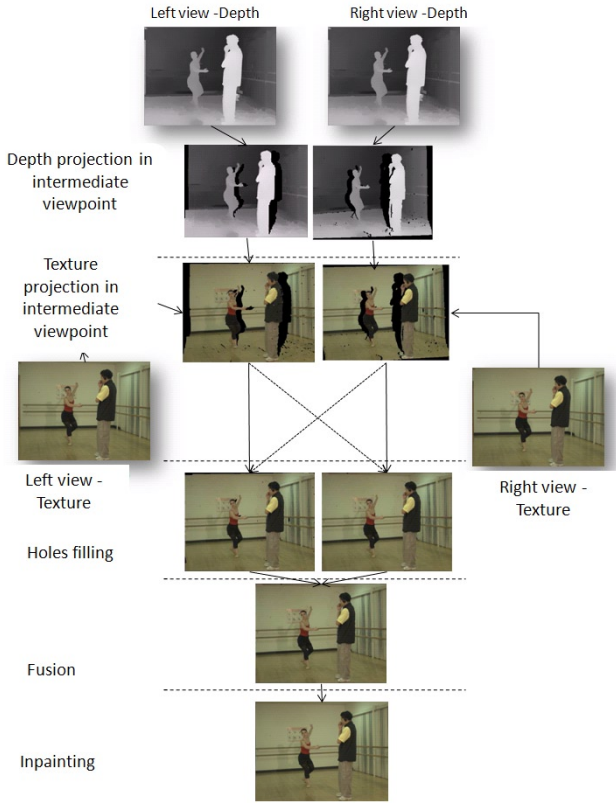 Left view -Depth
Right view -Depth
Depth projection in
intermediate
viewpoint
Texture
projection in
intermediate
viewpoint
Left view -
Texture
Right view -
Texture
Holes filling
Fusion
Inpainting